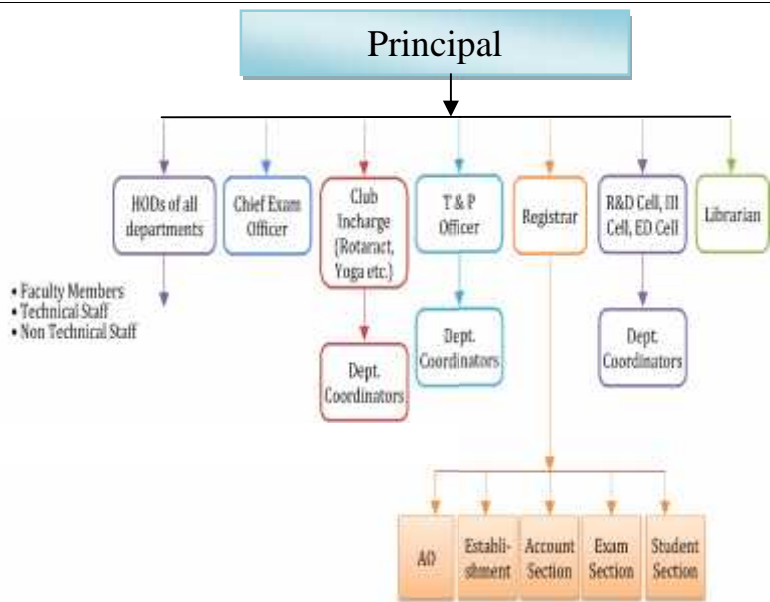 Principal
HODs of all
departments
Chief Exam
Officer
Club
Incharge
(Rotaract,
Yoga etc.)
T & P
Officer
Registrar
R&D Cell, III
Cell, ED Cell
Librarian
• Faculty Members
• Technical Staff
• Non Technical Staff
Dept.
Coordinators
Dept.
Coordinators
Dept.
Coordinators
AO
Establi-
shment
Account
Section
Exam
Section
Student
Section